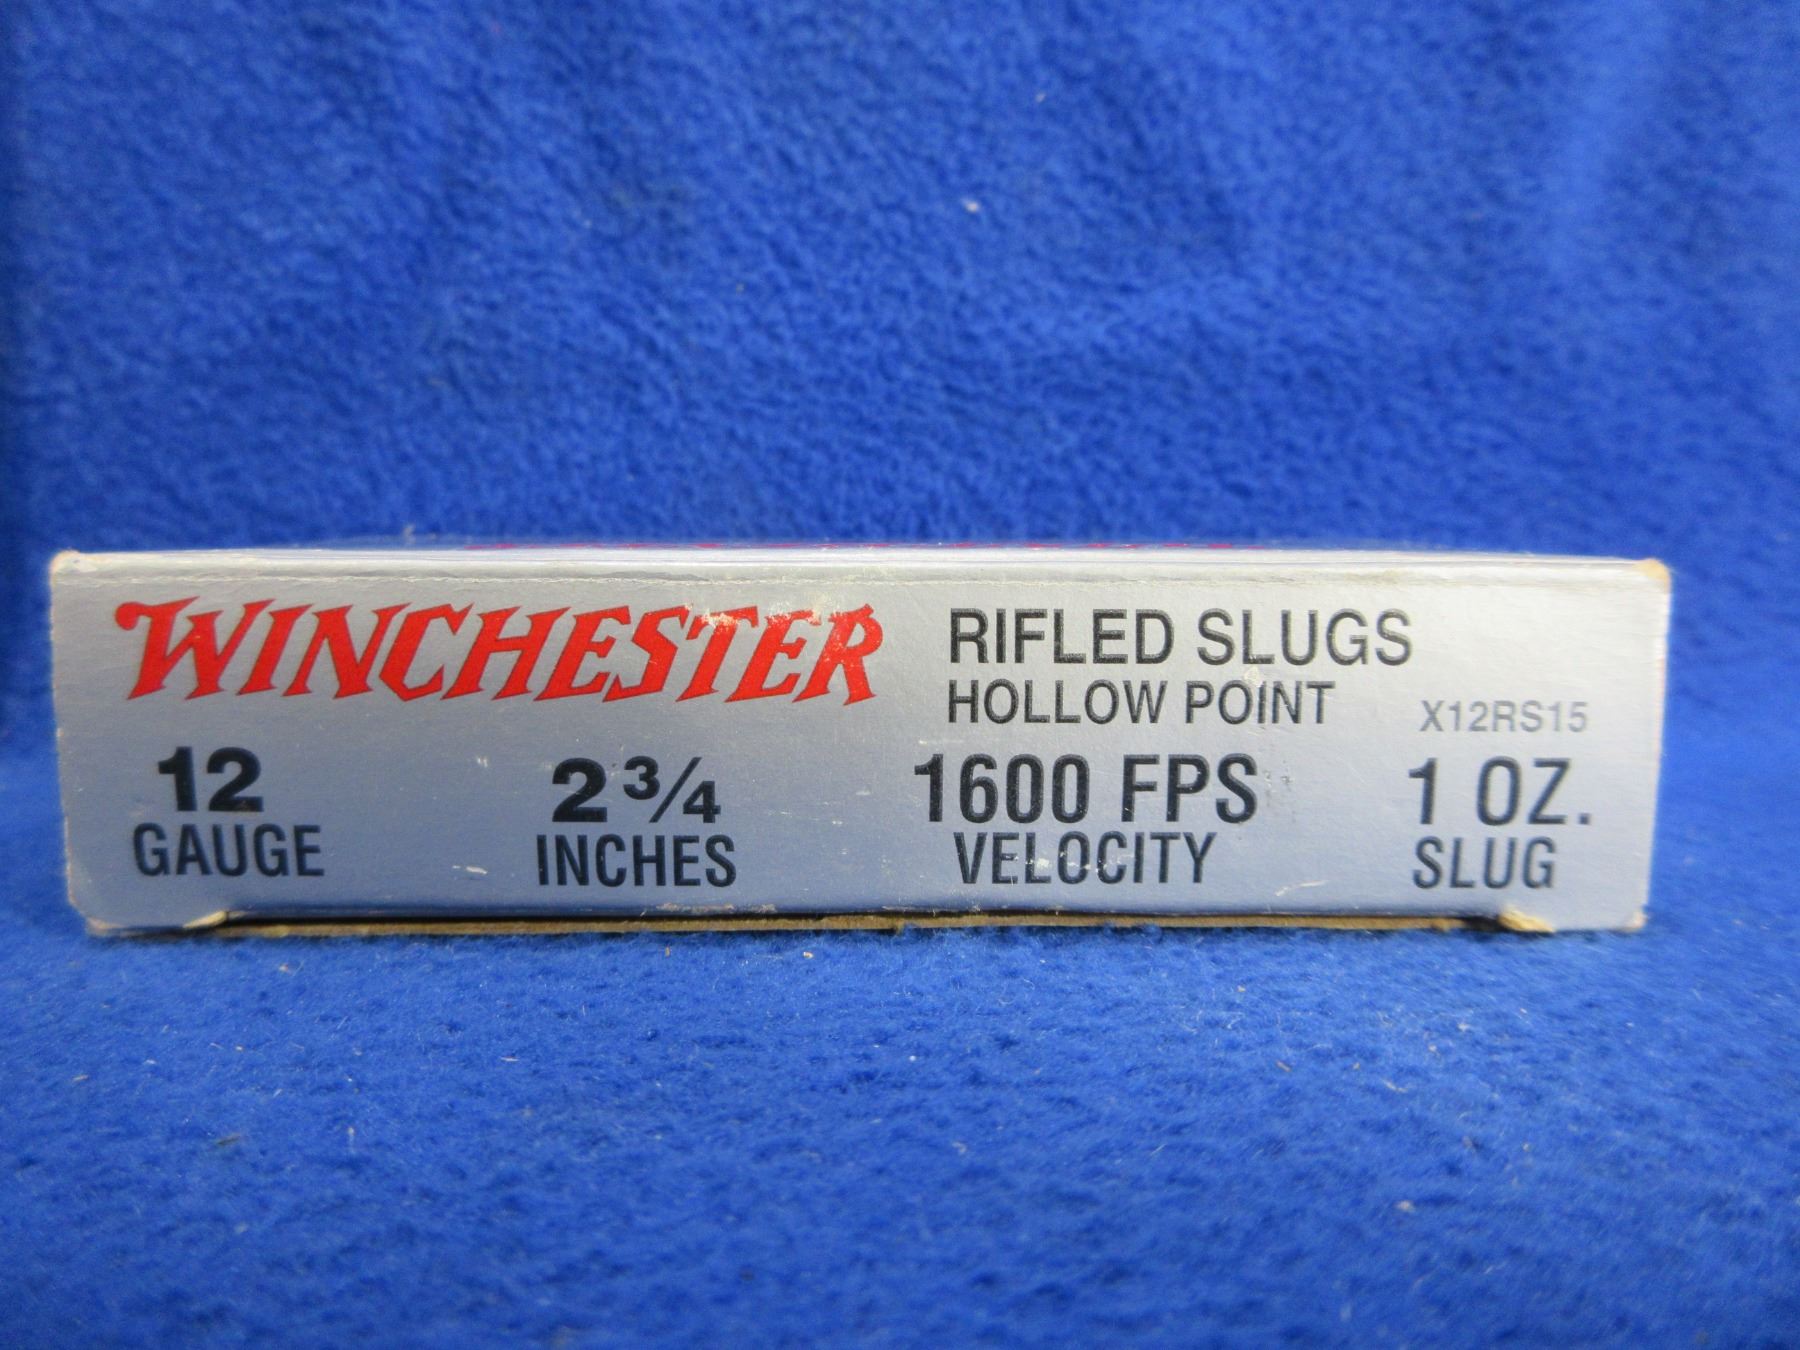 WINCHESTER
RIFLED SLUGS
HOLLOW POINT
X12RS15
12
GAUGE
2 3/4
INCHES
1600 FPS
VELOCITY
1 OZ.
SLUG